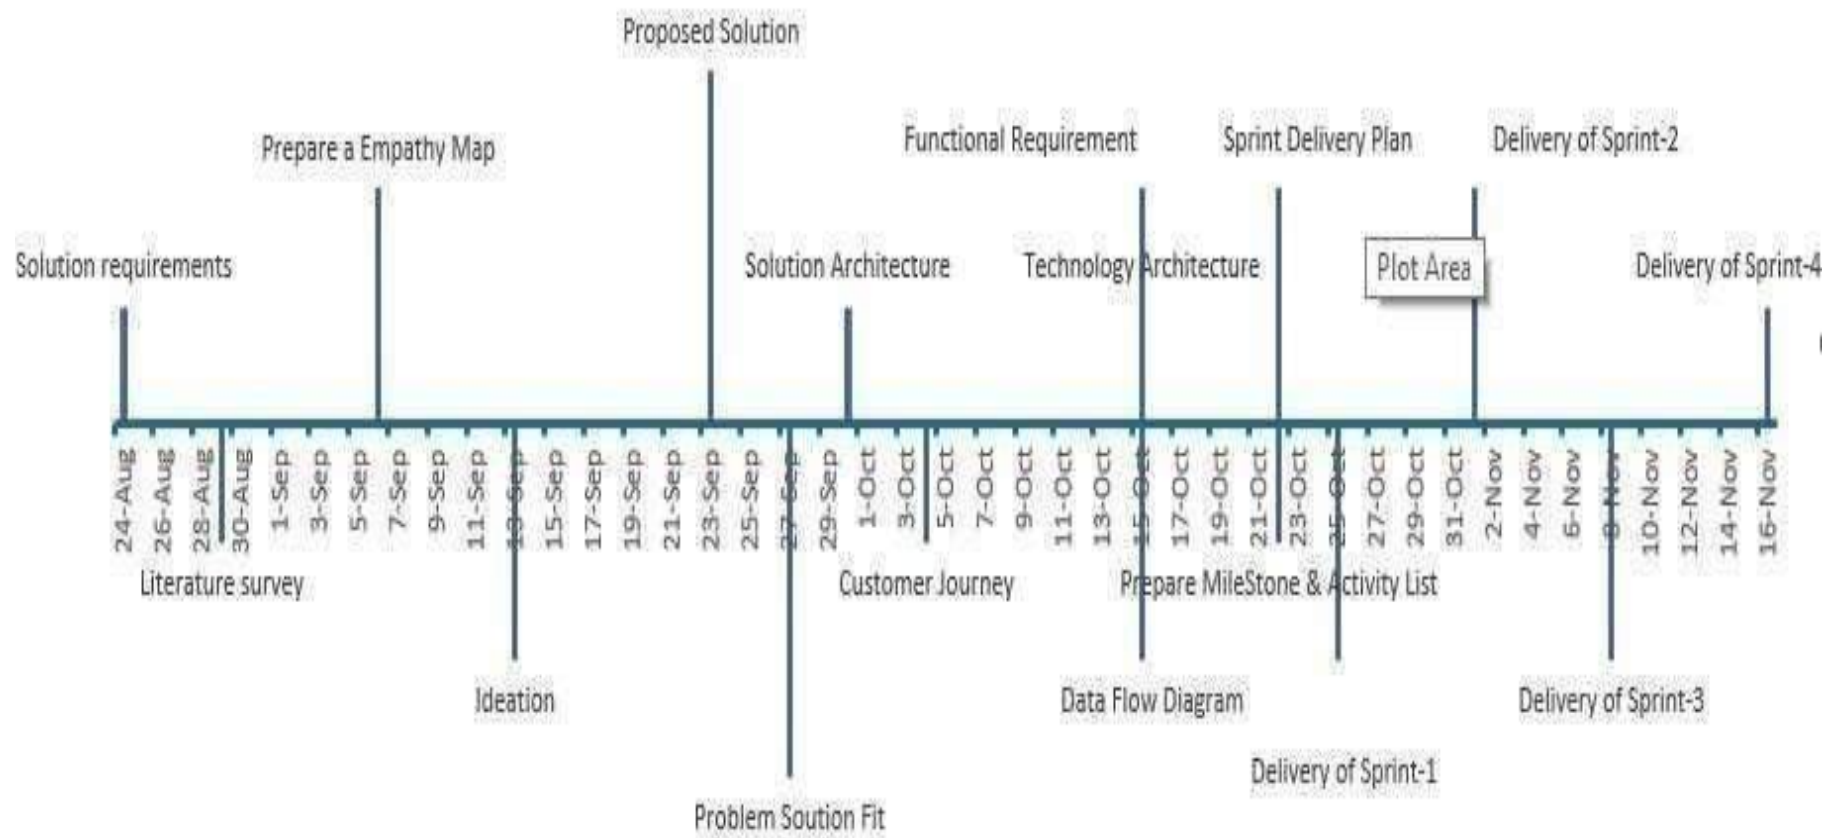 Proposed Solution
Prepare a Empathy Map
Functional Requirement
Sprint Delivery Plan
Delivery of Sprint-2
Solution requirements
Solution Architecture
Technology Architecture
Plot Area
Delivery of Sprint-4
24-Aug
26-Aug
28-Aug
30-Aug
1-Sep
3-Sep
5-Sep
7-Sep
9-Sep
11-Sep
13-Sep
15-Sep
17-Sep
19-Sep
21-Sep
23-Sep
25-Sep
27-Sep
29-Sep
1-Oct
3-Oct
5-Oct
7-Oct
9-Oct
11-Oct
13-Oct
15-Oct
17-Oct
19-Oct
21-Oct
23-Oct
25-Oct
27-Oct
29-Oct
31-Oct
2-Nov
4-Nov
6-Nov
8-Nov
10-Nov
12-Nov
14-Nov
16-Nov
Literature survey
Customer Journey
Prepare MileStone & Activity List
Ideation
Data Flow Diagram
Delivery of Sprint-3
Delivery of Sprint-1
Problem Soution Fit